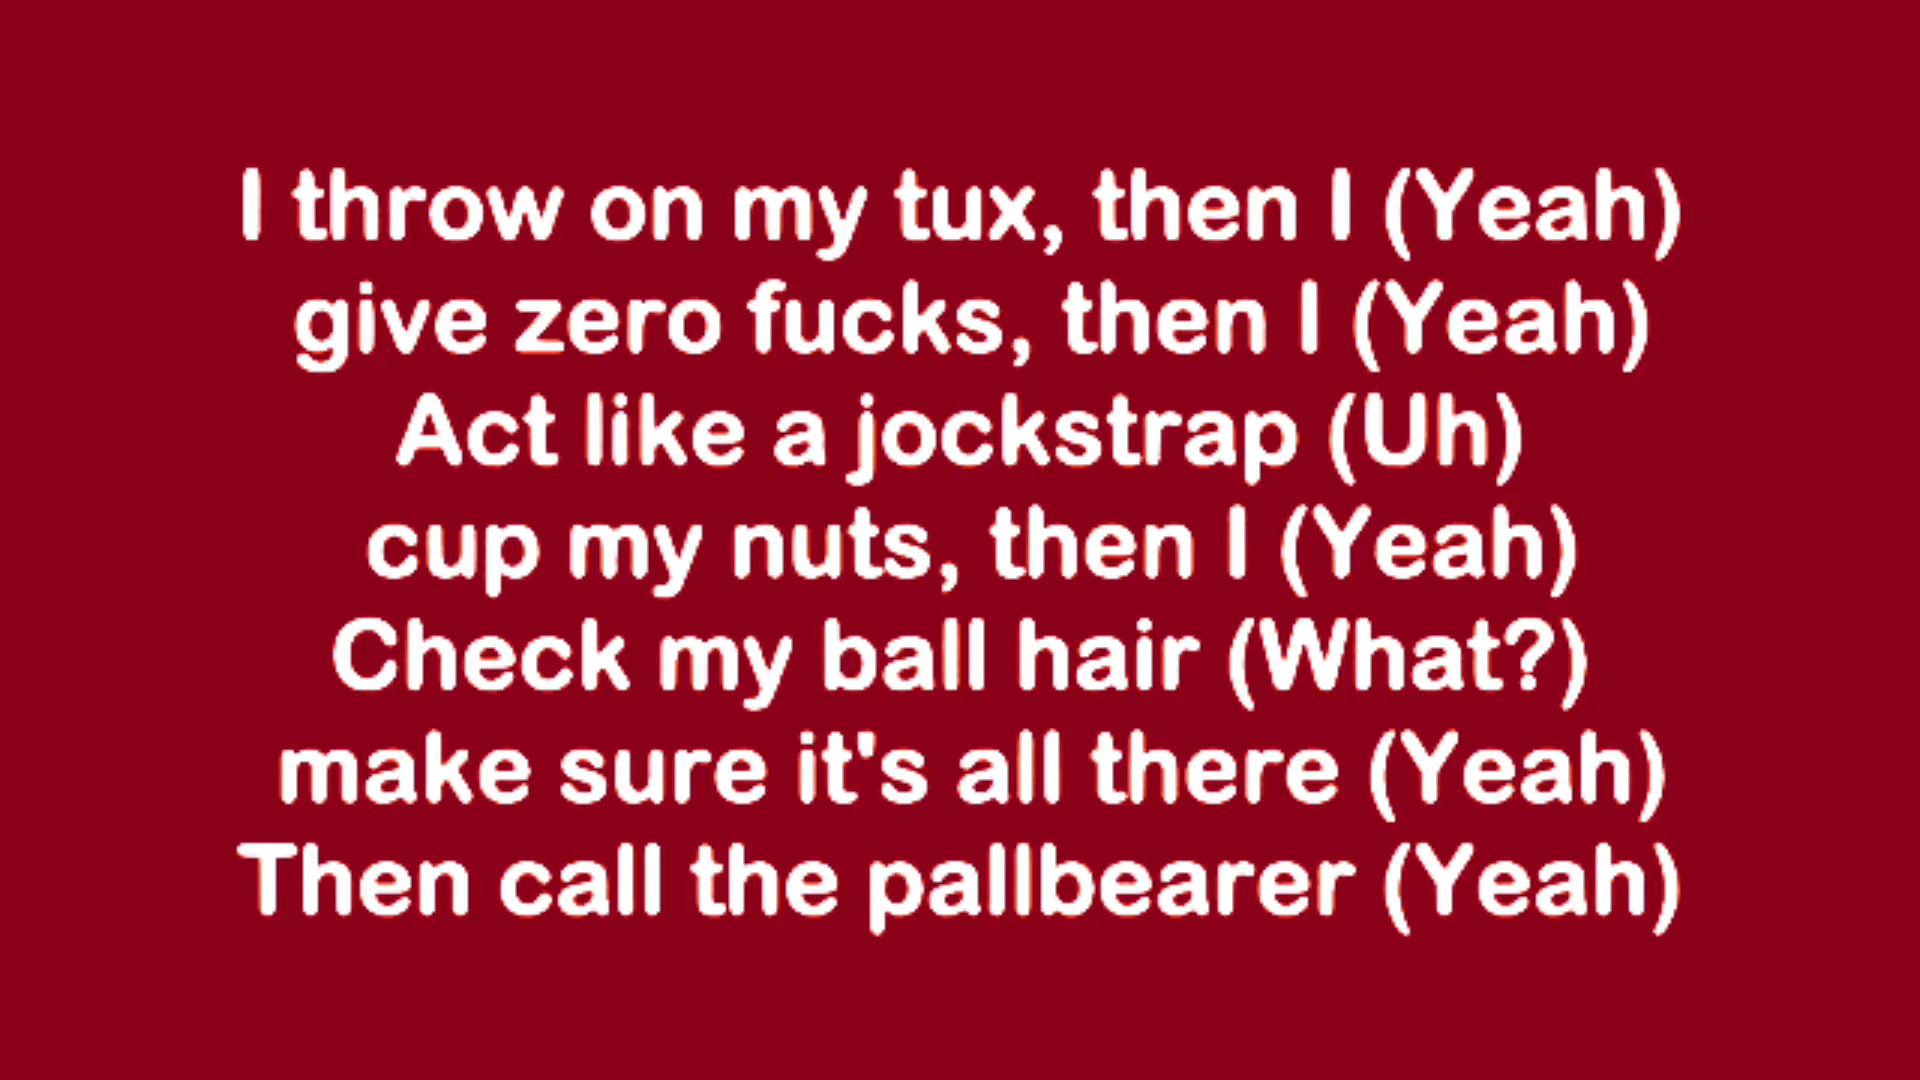 I throw on my tux, then I (Yeah)
give zero fucks, then I (Yeah)
Act like a jockstrap (Uh)
cup my nuts, then I (Yeah)
Check my ball hair (What?)
make sure it's all there (Yeah)
Then call the pallbearer (Yeah)